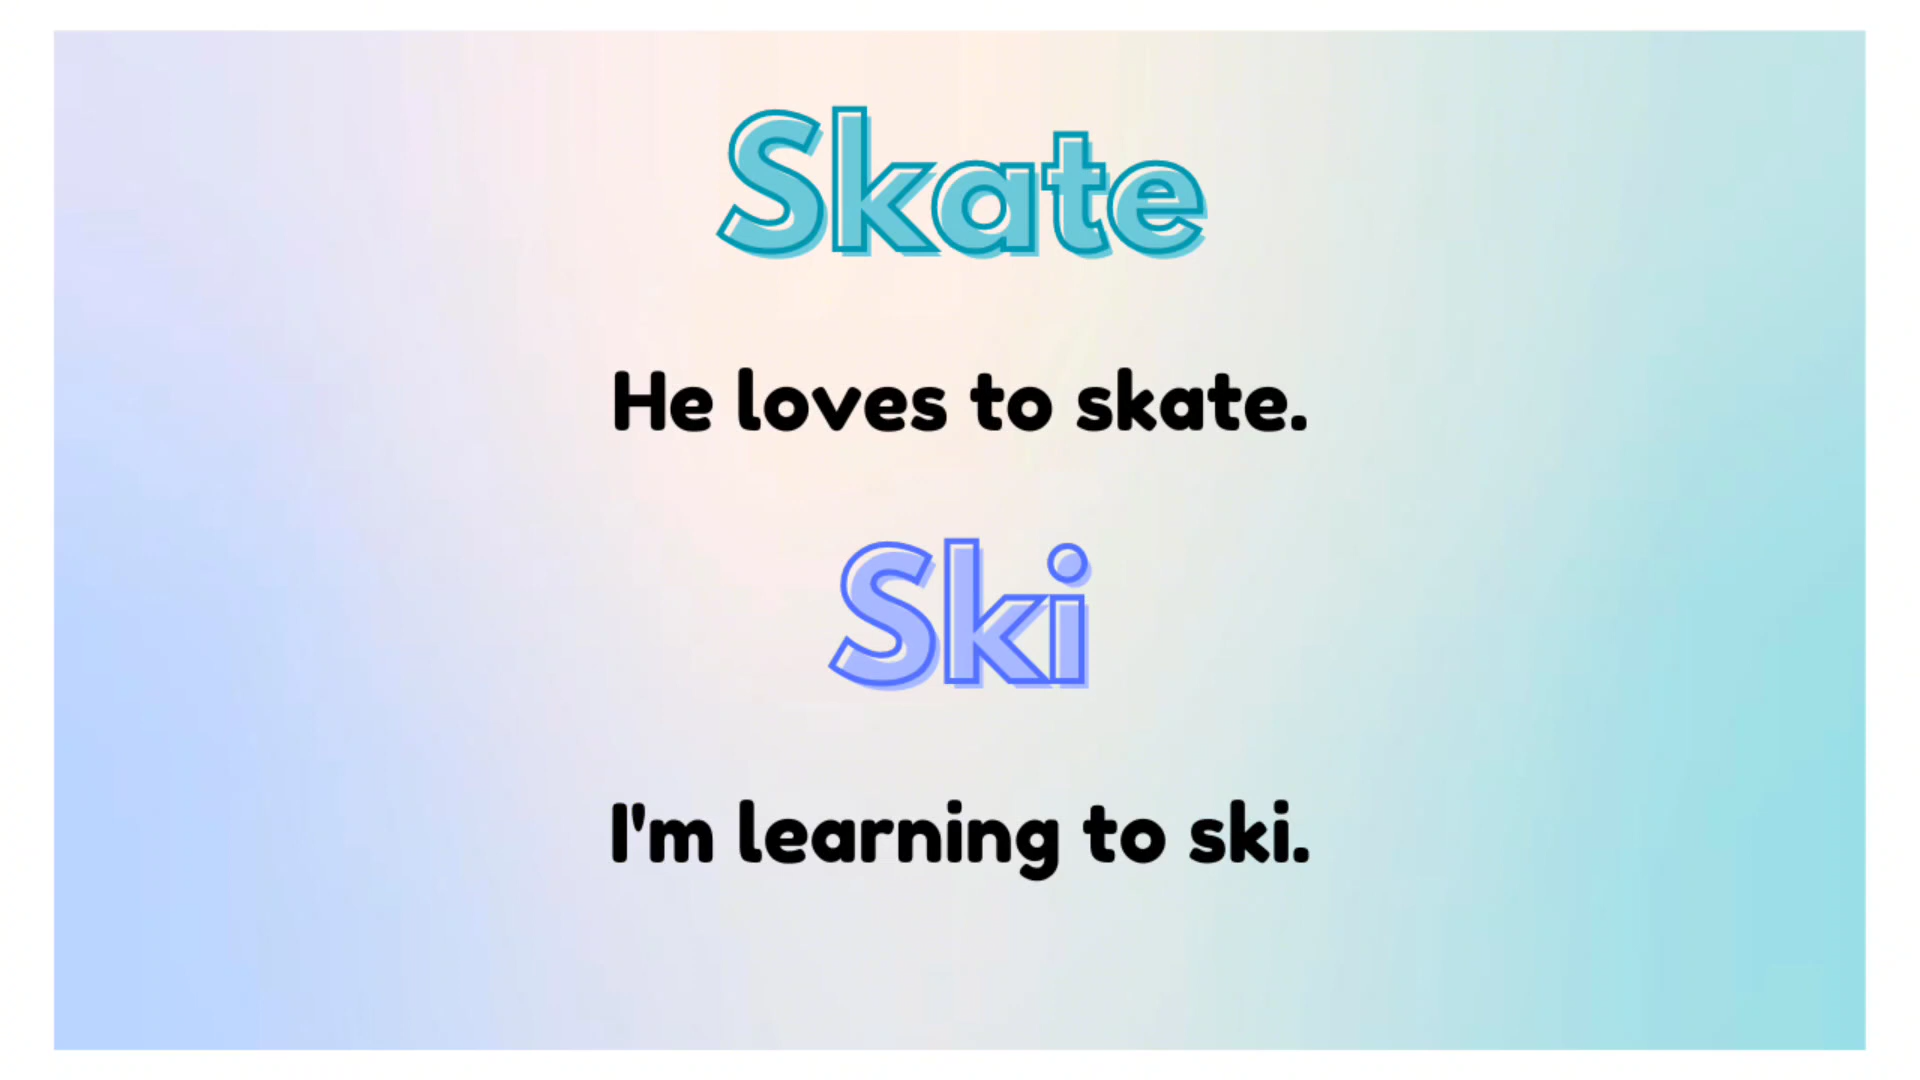 Skate
He loves to skate.
Ski
I'm learning to ski.